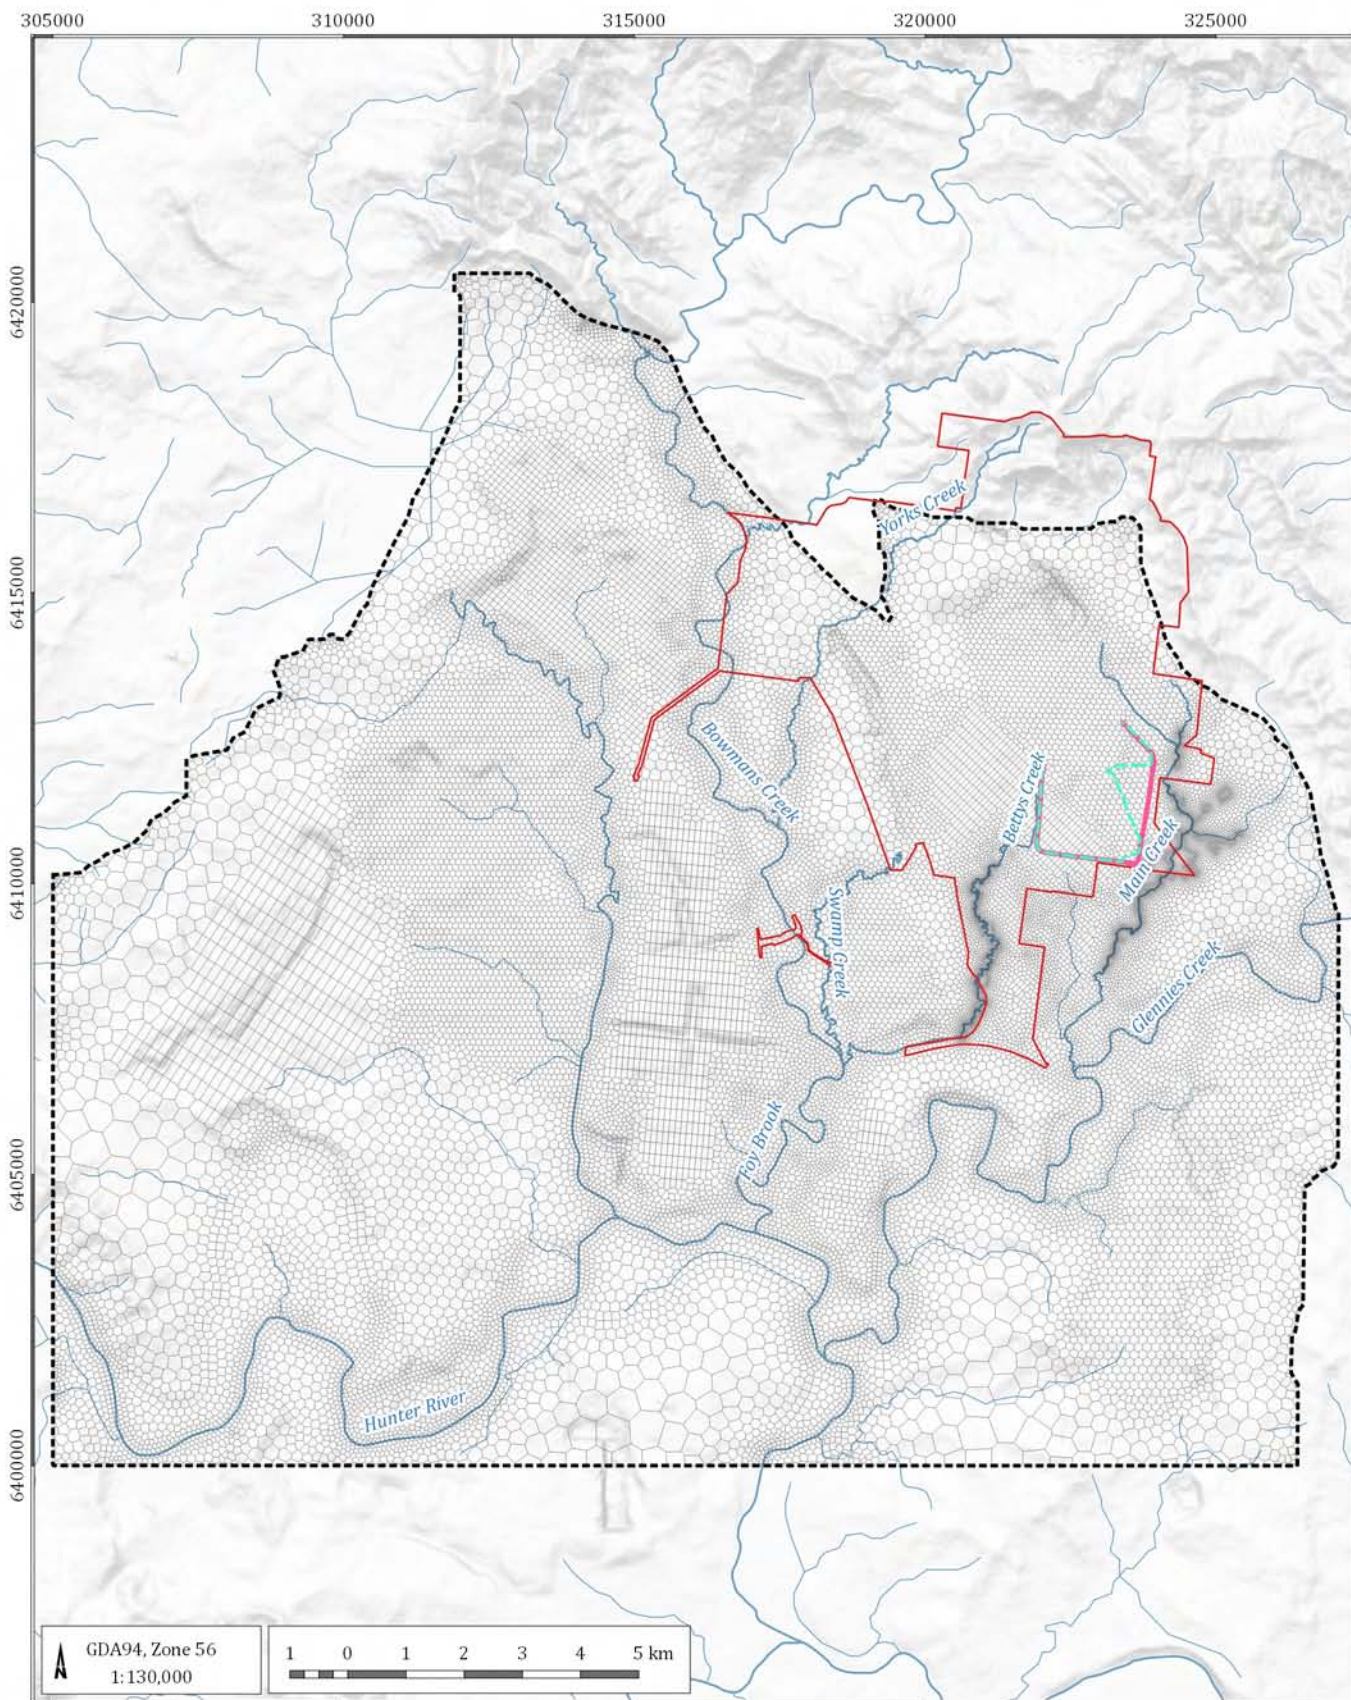 305000
310000
315000
320000
325000
6420000
6415000
6410000
6405000
6400000
Yorks Creek
Bowmans Creek
Bettys Creek
Main Creek
Swamp Creek
Glennies Creek
Foy Brook
Hunter River
GDA94, Zone 56
1:130,000
1 0 1 2 3 4 5 km